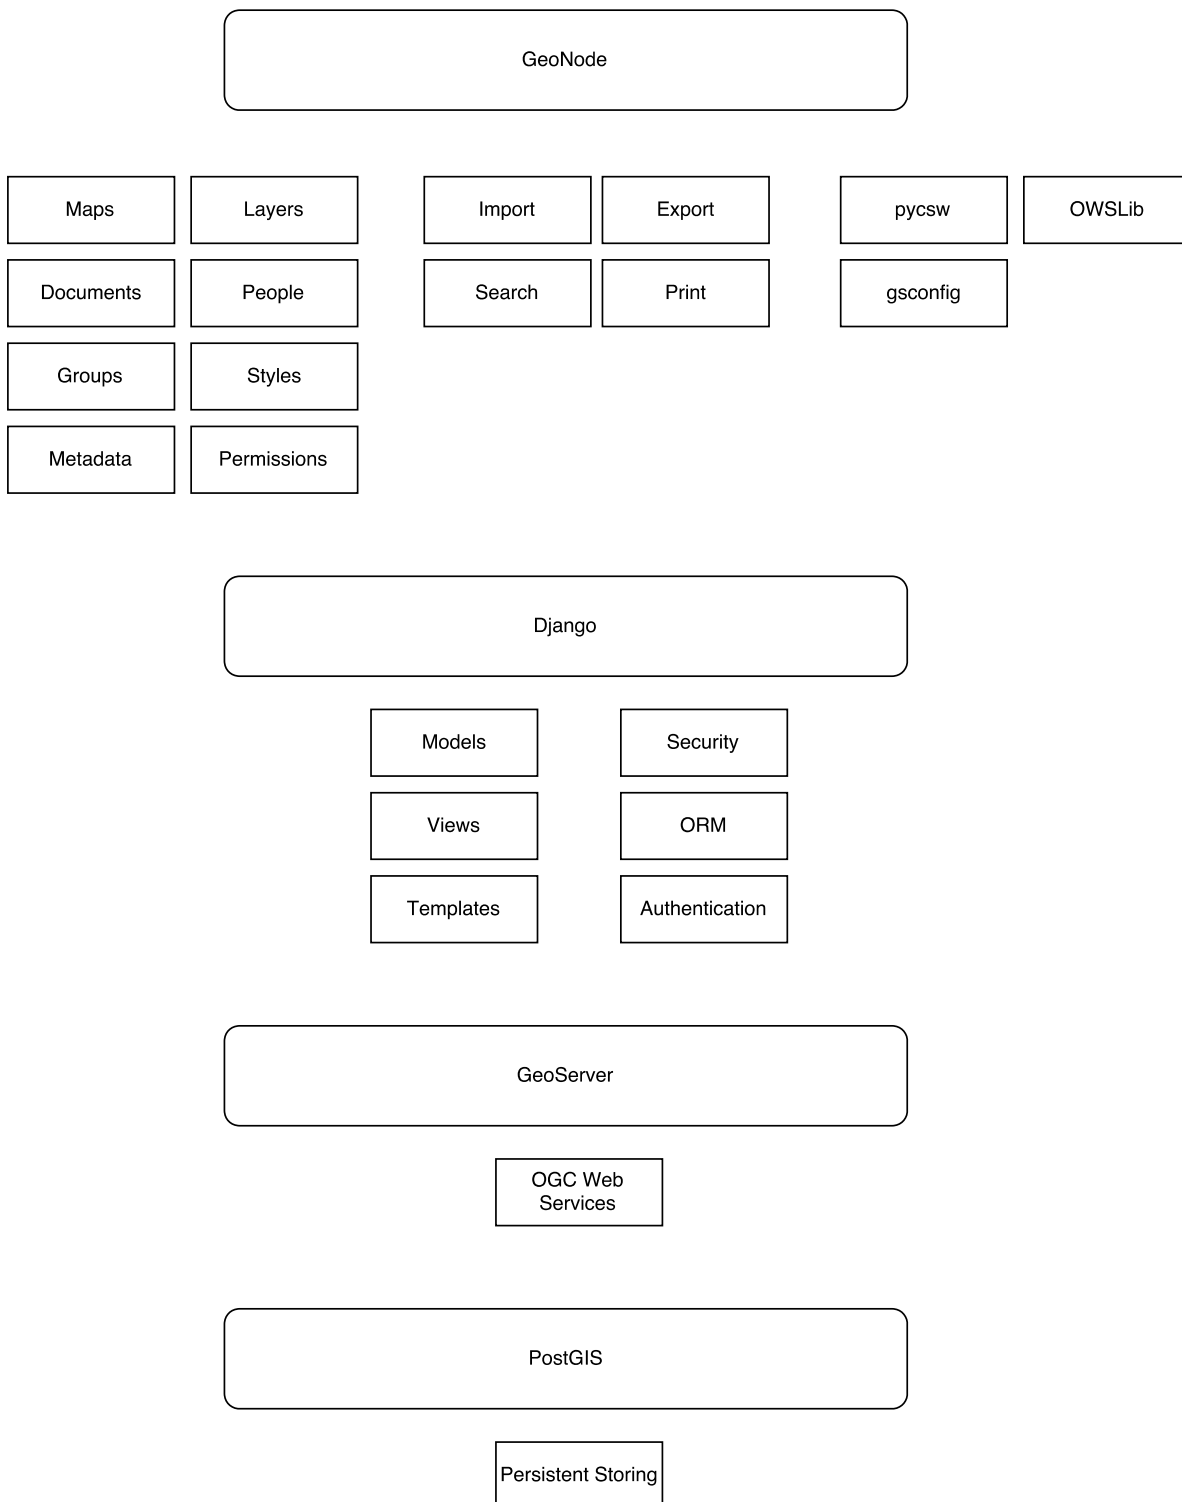 GeoNode
Maps
Layers
Import
Export
pycsw
OWSLib
Documents
People
Search
Print
gsconfig
Groups
Styles
Metadata
Permissions
Django
Models
Security
Views
ORM
Templates
Authentication
GeoServer
OGC Web
Services
PostGIS
Persistent Storing